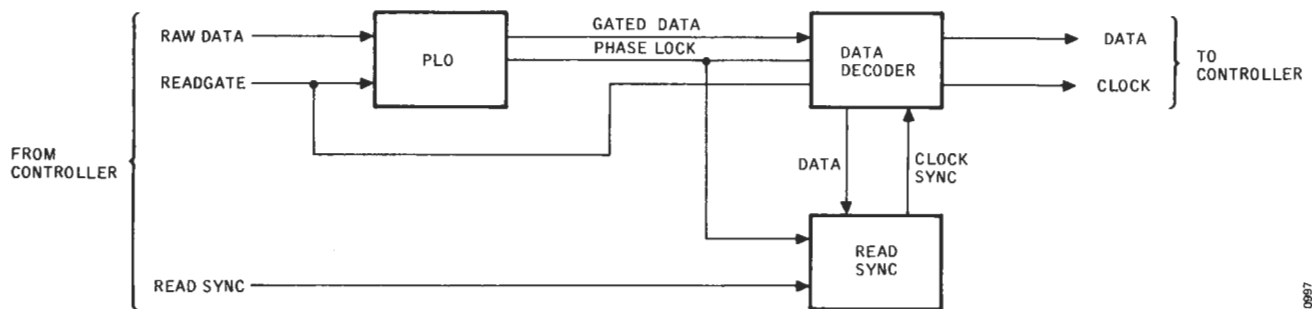 RAW DATA
READGATE
FROM
CONTROLLER
READ SYNC
PLO
GATED DATA
PHASE LOCK
DATA
DECODER
DATA
CLOCK
TO
CONTROLLER
DATA
CLOCK
SYNC
READ
SYNC
0997